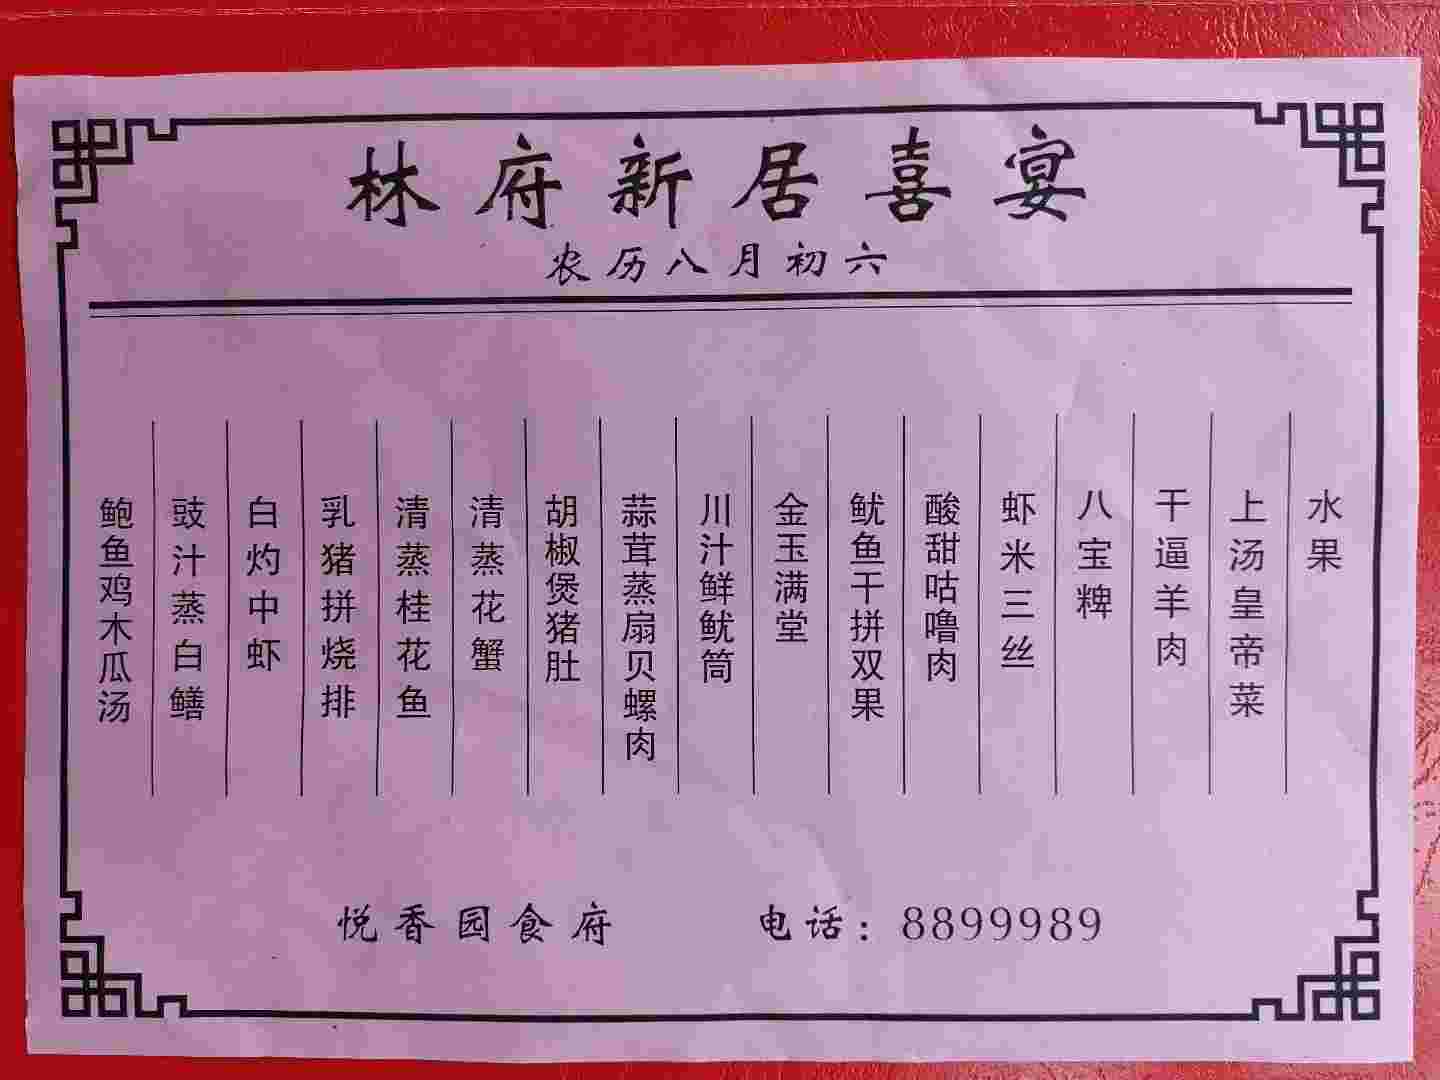 林府新居喜宴
农历八月初六
鲍鱼鸡木瓜汤
豉汁蒸白鳝
白灼中虾
乳猪拼烧排
清蒸桂花鱼
清蒸花蟹
胡椒煲猪肚
蒜茸蒸扇贝螺肉
川汁鲜鱿筒
金玉满堂
鱿鱼干拼双果
酸甜咕噜肉
虾米三丝
八宝粺
干逼羊肉
上汤皇帝菜
水果
悦香园食府 电话：8899989